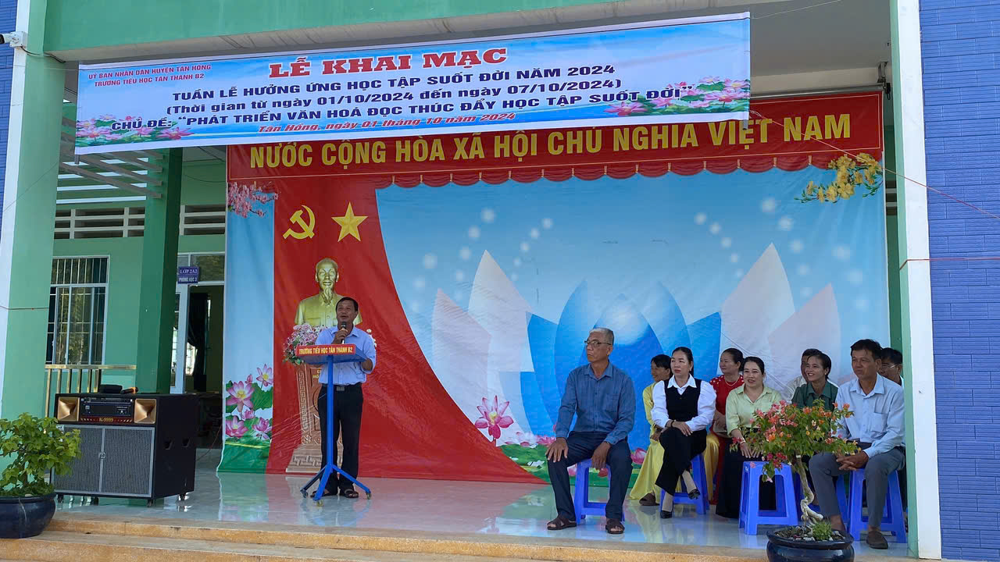 UỶ BAN NHÂN DÂN HUYỆN TÂN HỒNG
TRƯỜNG TIỂU HỌC TÂN THÀNH B2
LỄ KHAI MẠC
TUẦN LỄ HƯỞNG ỨNG HỌC TẬP SUỐT ĐỜI NĂM 2024
(Thời gian từ ngày 01/10/2024 đến ngày 07/10/2024)
CHỦ ĐỀ: "PHÁT TRIỂN VĂN HOÁ ĐỌC THÚC ĐẨY HỌC TẬP SUỐT ĐỜI"
Tân Hồng, ngày 01 tháng 10 năm 2024
NƯỚC CỘNG HÒA XÃ HỘI CHỦ NGHĨA VIỆT NAM
LỚP 2A2
PHÒNG HỌC 3
TRƯỜNG TIỂU HỌC TÂN THÀNH B2
K-9999